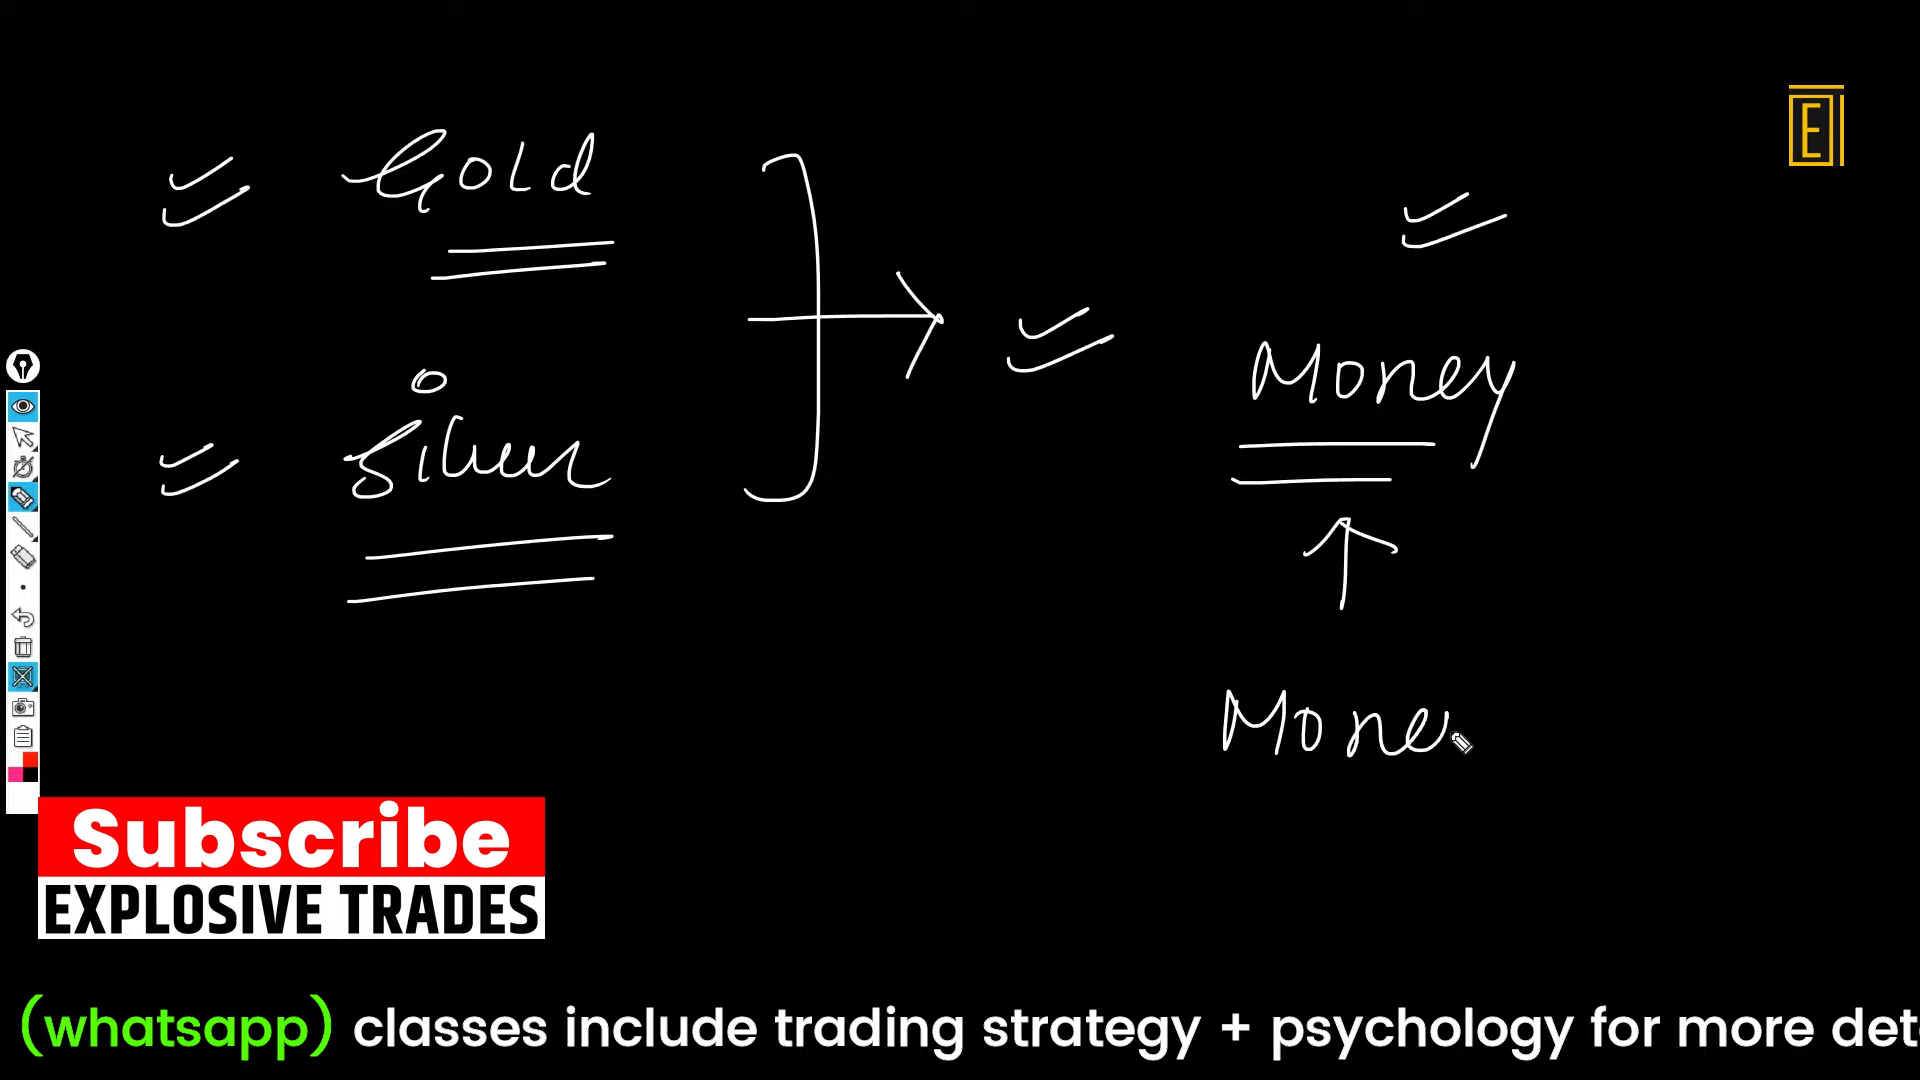 E
Gold
Silver
Money
Mone
Subscribe
EXPLOSIVE TRADES
(whatsapp) classes include trading strategy + psychology for more det